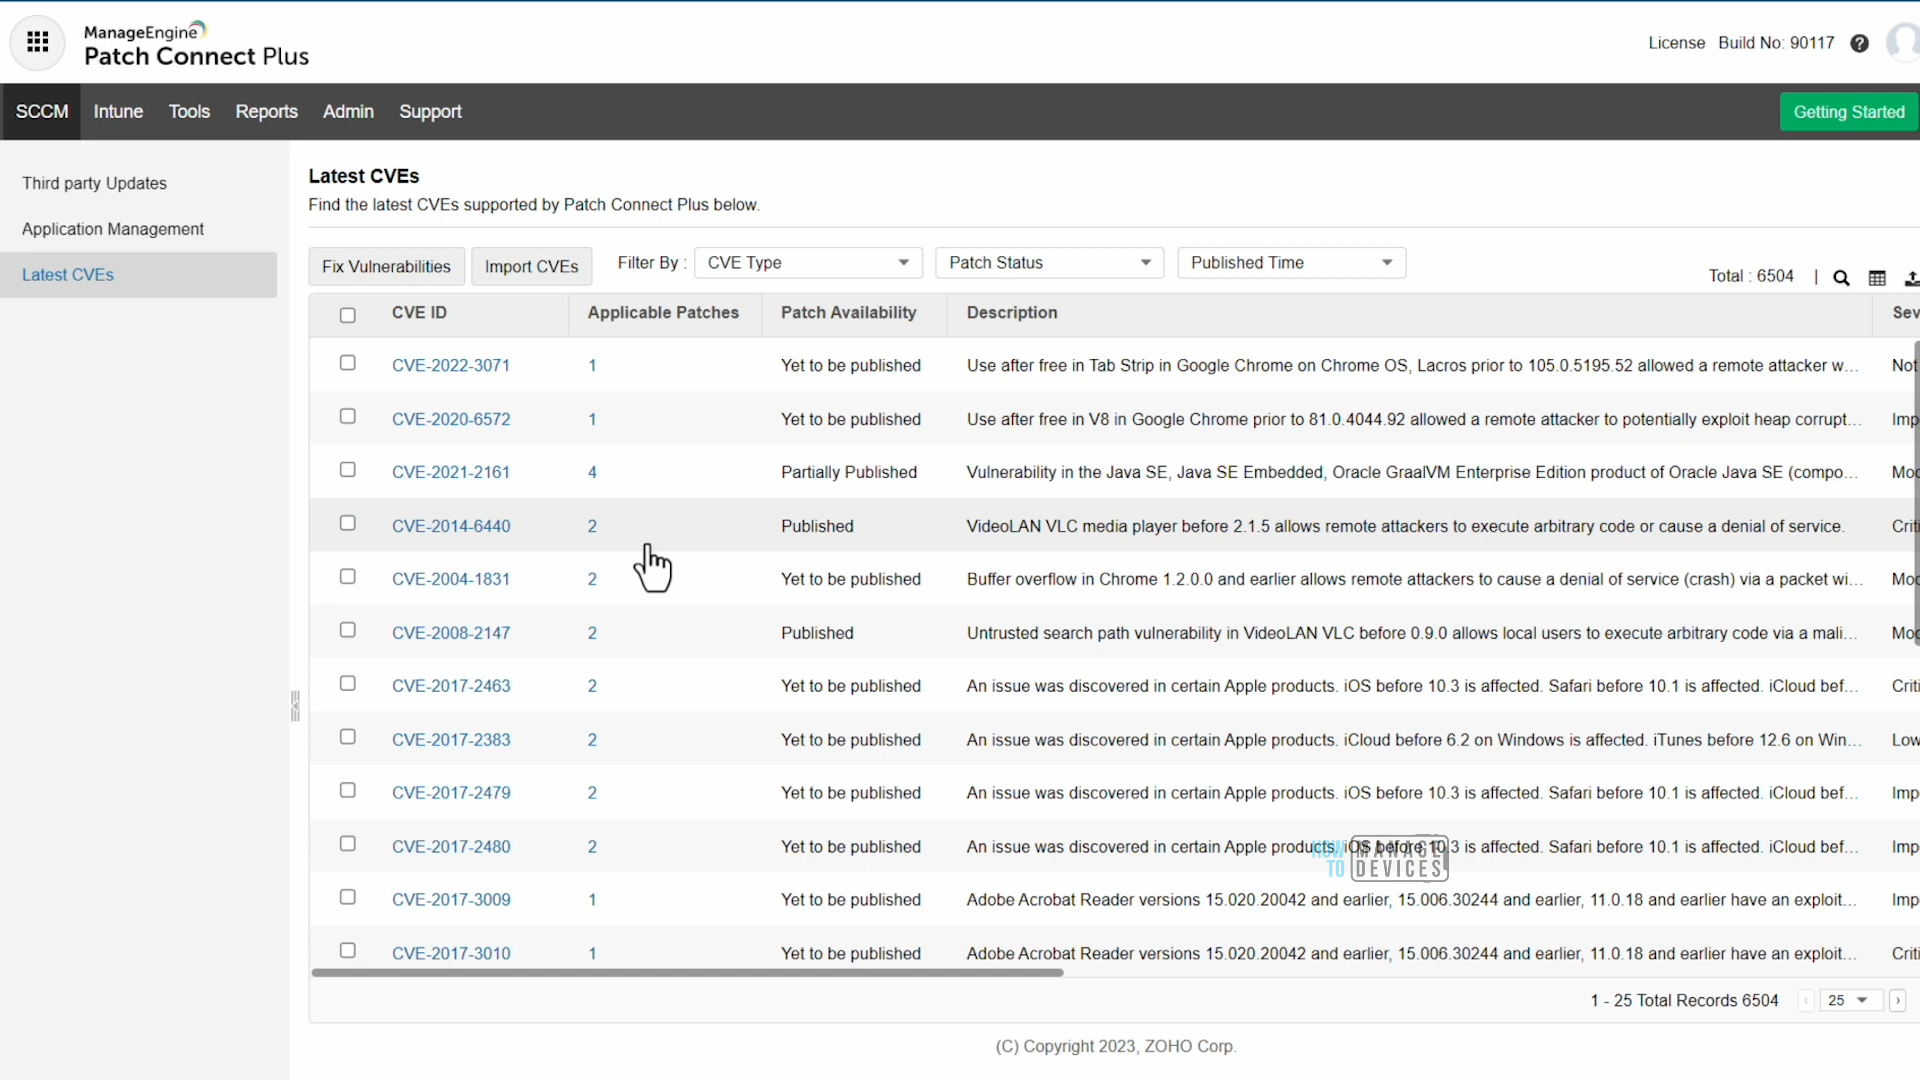 ManageEngine
Patch Connect Plus
License Build No: 90117 ?
SCCM Intune Tools Reports Admin Support Getting Started
Third party Updates
Application Management
Latest CVEs
Latest CVEs
Find the latest CVEs supported by Patch Connect Plus below.
Fix Vulnerabilities Import CVEs Filter By : CVE Type Patch Status Published Time
Total : 6504 |
CVE ID Applicable Patches Patch Availability Description Sev
CVE-2022-3071 1 Yet to be published Use after free in Tab Strip in Google Chrome on Chrome OS, Lacros prior to 105.0.5195.52 allowed a remote attacker w... Not
CVE-2020-6572 1 Yet to be published Use after free in V8 in Google Chrome prior to 81.0.4044.92 allowed a remote attacker to potentially exploit heap corrupt... Imp
CVE-2021-2161 4 Partially Published Vulnerability in the Java SE, Java SE Embedded, Oracle GraalVM Enterprise Edition product of Oracle Java SE (compo... Mod
CVE-2014-6440 2 Published VideoLAN VLC media player before 2.1.5 allows remote attackers to execute arbitrary code or cause a denial of service. Criti
CVE-2004-1831 2 Yet to be published Buffer overflow in Chrome 1.2.0.0 and earlier allows remote attackers to cause a denial of service (crash) via a packet wi... Mod
CVE-2008-2147 2 Published Untrusted search path vulnerability in VideoLAN VLC before 0.9.0 allows local users to execute arbitrary code via a mali... Mod
CVE-2017-2463 2 Yet to be published An issue was discovered in certain Apple products. iOS before 10.3 is affected. Safari before 10.1 is affected. iCloud bef... Criti
CVE-2017-2383 2 Yet to be published An issue was discovered in certain Apple products. iCloud before 6.2 on Windows is affected. iTunes before 12.6 on Win... Low
CVE-2017-2479 2 Yet to be published An issue was discovered in certain Apple products. iOS before 10.3 is affected. Safari before 10.1 is affected. iCloud bef... Imp
CVE-2017-2480 2 Yet to be published An issue was discovered in certain Apple products. iOS before 10.3 is affected. Safari before 10.1 is affected. iCloud bef... Imp
HOW TO MANAGE DEVICES
CVE-2017-3009 1 Yet to be published Adobe Acrobat Reader versions 15.020.20042 and earlier, 15.006.30244 and earlier, 11.0.18 and earlier have an exploit... Imp
CVE-2017-3010 1 Yet to be published Adobe Acrobat Reader versions 15.020.20042 and earlier, 15.006.30244 and earlier, 11.0.18 and earlier have an exploit... Criti
1 - 25 Total Records 6504 ‹ 25 ›
(C) Copyright 2023, ZOHO Corp.